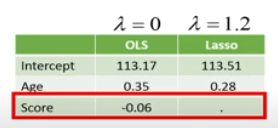 λ = 0 λ = 1.2
OLS Lasso
Intercept 113.17 113.51
Age 0.35 0.28
Score -0.06 .